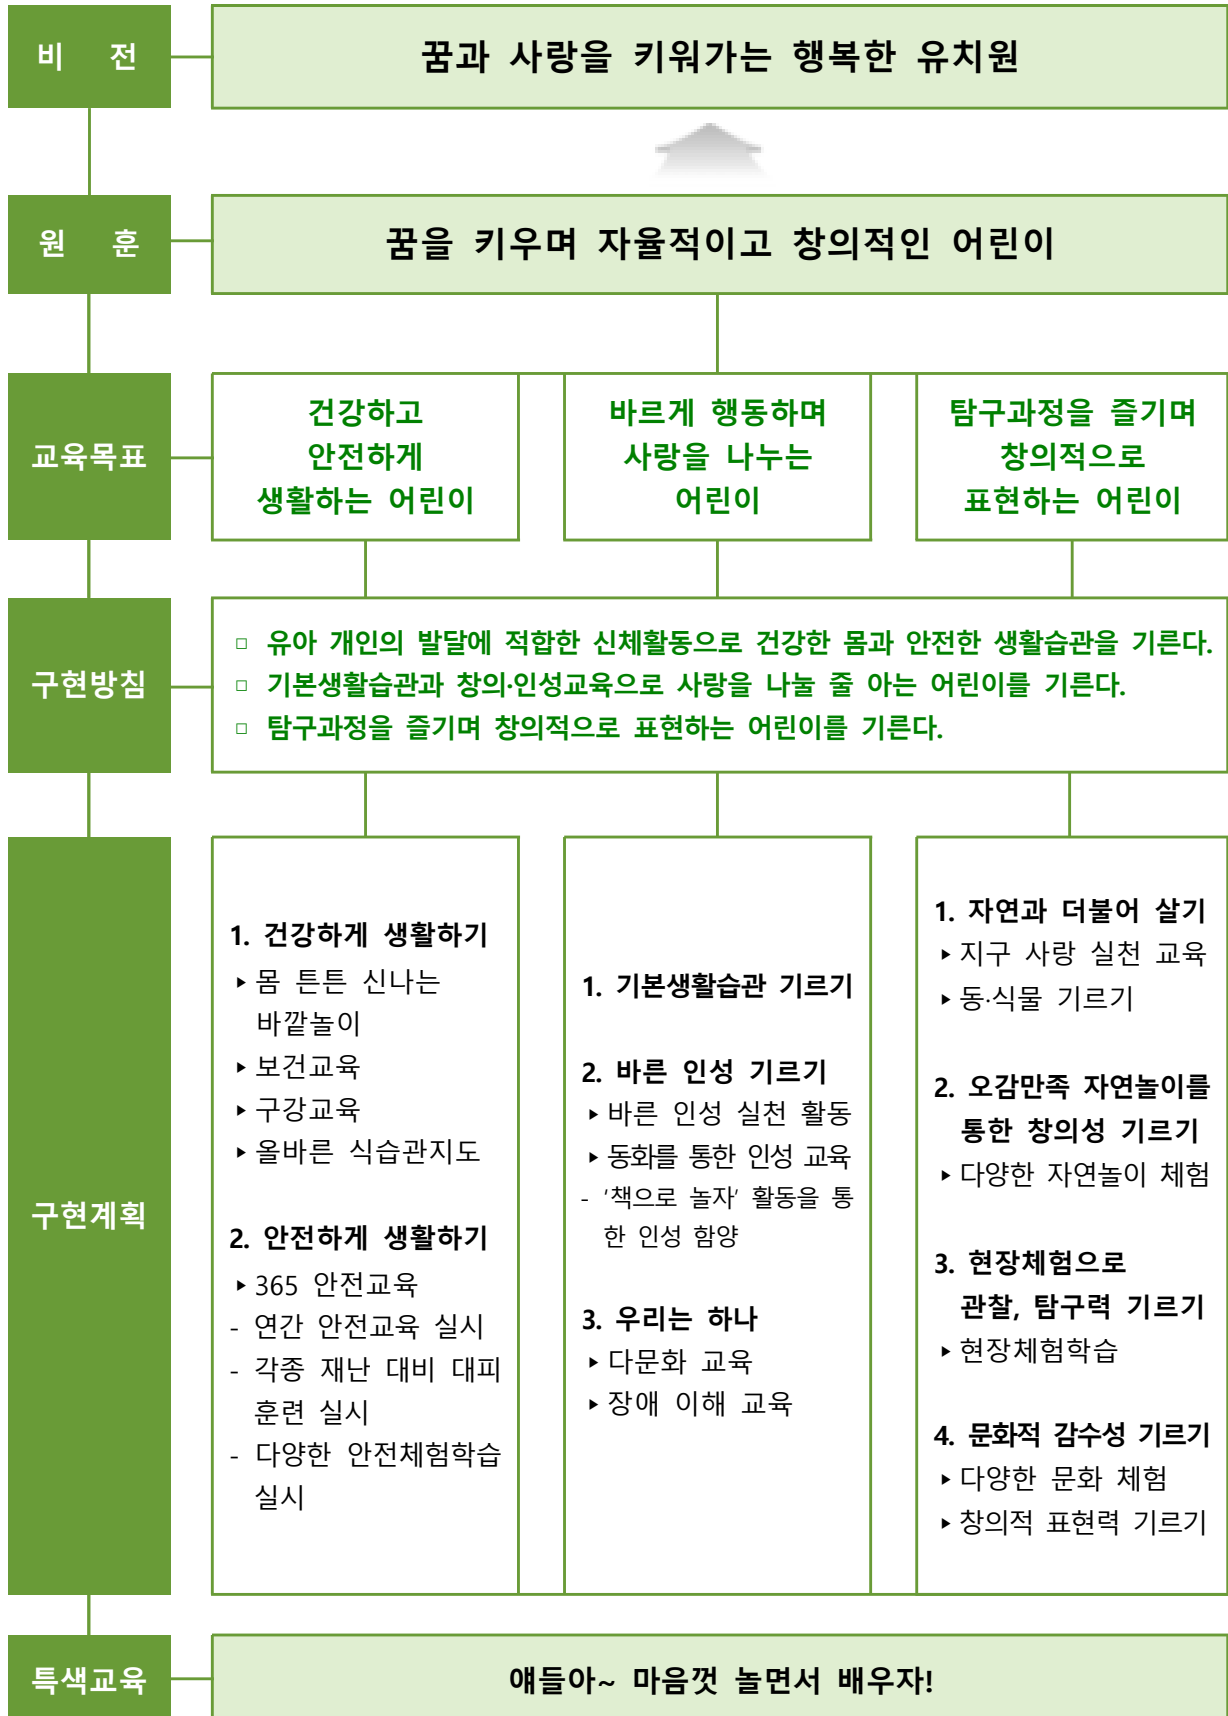 비 전
꿈과 사랑을 키워가는 행복한 유치원
원 훈
꿈을 키우며 자율적이고 창의적인 어린이
교육목표
건강하고
안전하게
생활하는 어린이
바르게 행동하며
사랑을 나누는
어린이
탐구과정을 즐기며
창의적으로
표현하는 어린이
구현방침
□ 유아 개인의 발달에 적합한 신체활동으로 건강한 몸과 안전한 생활습관을 기른다.
□ 기본생활습관과 창의·인성교육으로 사랑을 나눌 줄 아는 어린이를 기른다.
□ 탐구과정을 즐기며 창의적으로 표현하는 어린이를 기른다.
구현계획
1. 건강하게 생활하기
▸몸 튼튼 신나는
바깥놀이
▸보건교육
▸구강교육
▸올바른 식습관지도
2. 안전하게 생활하기
▸365 안전교육
- 연간 안전교육 실시
- 각종 재난 대비 대피
훈련 실시
- 다양한 안전체험학습
실시
1. 기본생활습관 기르기
2. 바른 인성 기르기
▸바른 인성 실천 활동
▸동화를 통한 인성 교육
- '책으로 놀자' 활동을 통
한 인성 함양
3. 우리는 하나
▸다문화 교육
▸장애 이해 교육
1. 자연과 더불어 살기
▸지구 사랑 실천 교육
▸동·식물 기르기
2. 오감만족 자연놀이를
통한 창의성 기르기
▸다양한 자연놀이 체험
3. 현장체험으로
관찰, 탐구력 기르기
▸현장체험학습
4. 문화적 감수성 기르기
▸다양한 문화 체험
▸창의적 표현력 기르기
특색교육
얘들아~ 마음껏 놀면서 배우자!